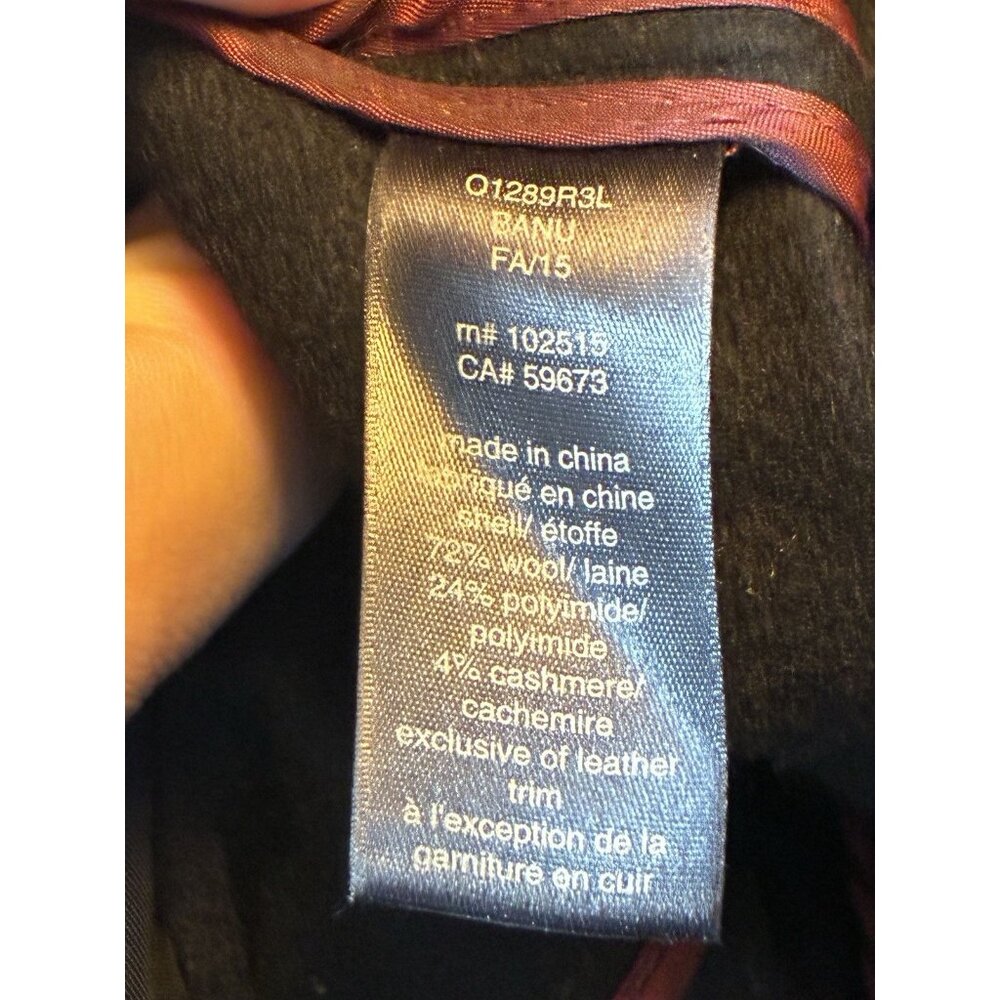 Q1289R3L
BANU
FA/15
rn# 102515
CA# 59673
made in china
fabriqué en chine
shell/ étoffe
72% wool/ laine
24% polyimide/
polyimide
4% cashmere/
cachemire
exclusive of leather
trim
à l'exception de la
garniture en cuir